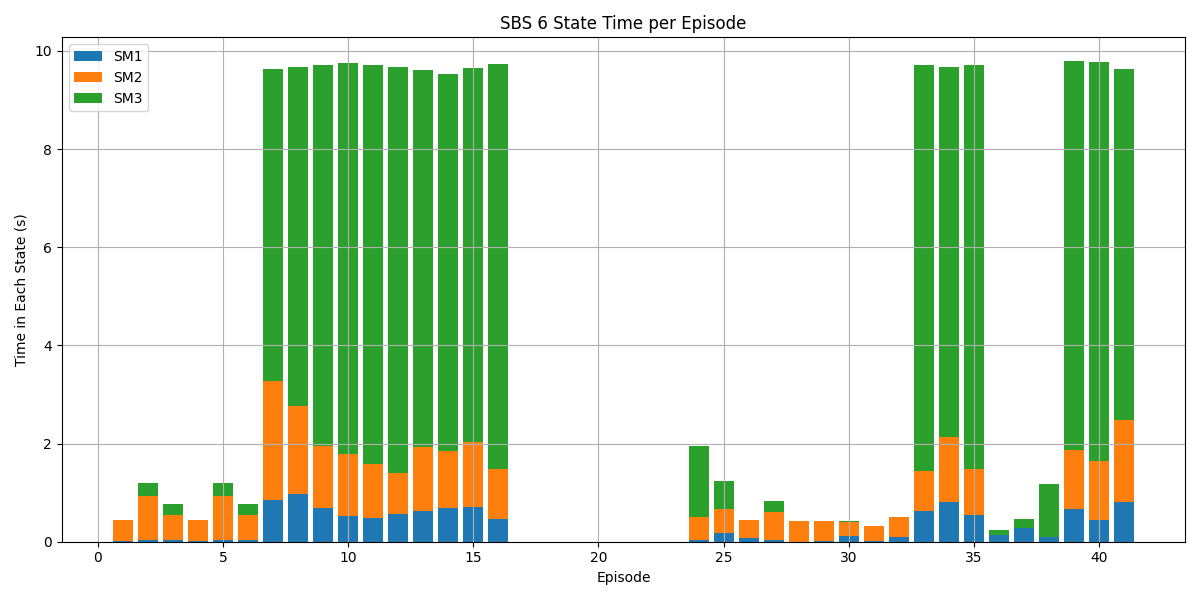 SBS 6 State Time per Episode
SM1
SM2
SM3
Time in Each State (s)
10
8
6
4
2
0
0 5 10 15 20 25 30 35 40
Episode